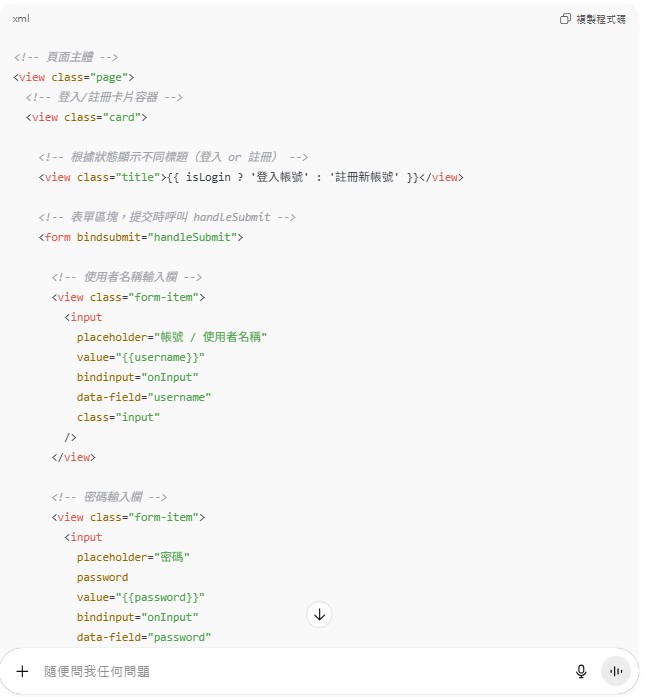 xml
複製程式碼
<!-- 頁面主體 -->
<view class="page">
<!-- 登入/註冊卡片容器 -->
<view class="card">
<!-- 根據狀態顯示不同標題（登入 or 註冊） -->
<view class="title">{{ isLogin ? '登入帳號' : '註冊新帳號' }}</view>
<!-- 表單區塊，提交時呼叫 handleSubmit -->
<form bindsubmit="handleSubmit">
<!-- 使用者名稱輸入欄 -->
<view class="form-item">
<input
placeholder="帳號 / 使用者名稱"
value="{{username}}"
bindinput="onInput"
data-field="username"
class="input"
/>
</view>
<!-- 密碼輸入欄 -->
<view class="form-item">
<input
placeholder="密碼"
password
value="{{password}}"
bindinput="onInput"
data-field="password"
隨便問我任何問題